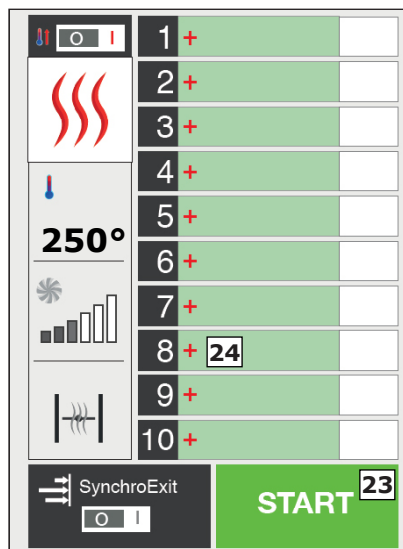 O I
1 +
2 +
3 +
4 +
5 +
250°
6 +
7 +
8 + 24
9 +
10 +
SynchroExit
O I
START 23